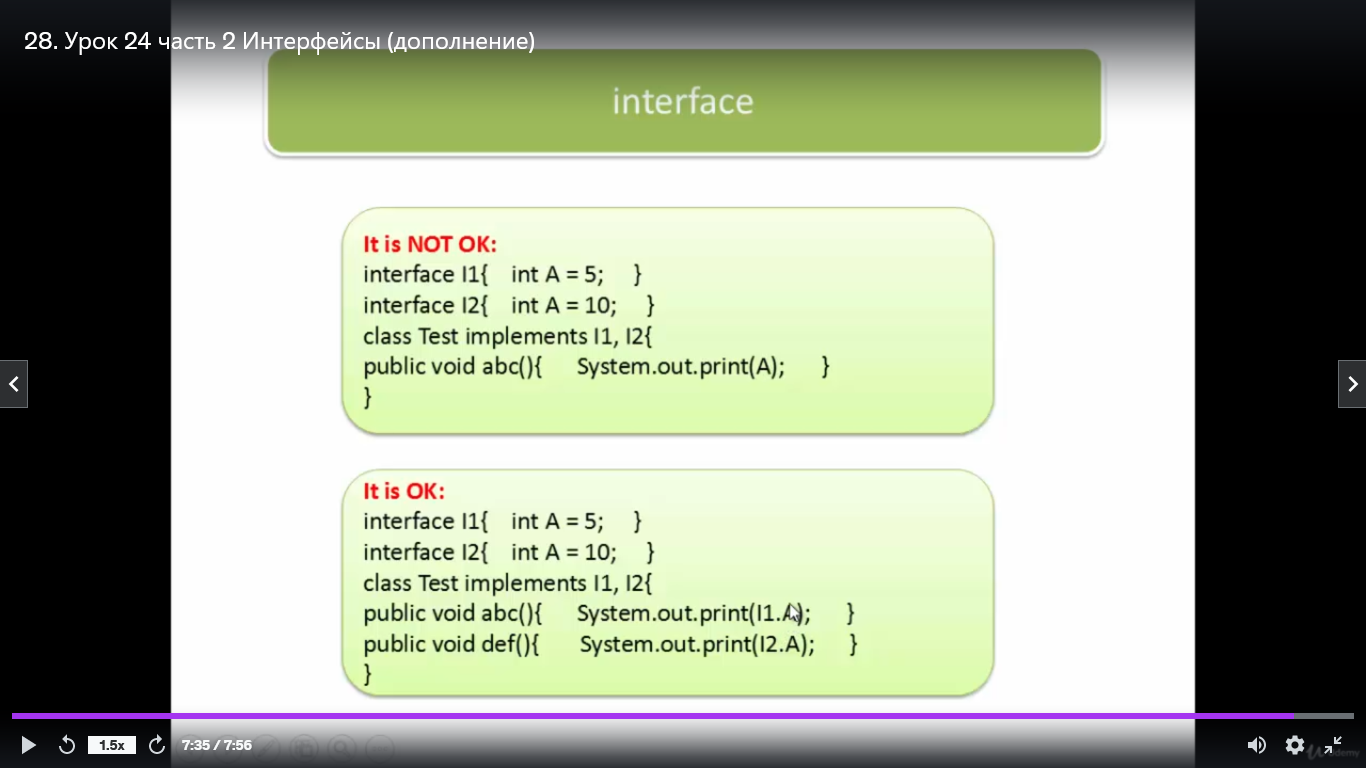 28. Урок 24 часть 2 Интерфейсы (дополнение)
interface
It is NOT OK:
interface I1{ int A = 5; }
interface I2{ int A = 10; }
class Test implements I1, I2{
public void abc(){ System.out.print(A); }
}
It is OK:
interface I1{ int A = 5; }
interface I2{ int A = 10; }
class Test implements I1, I2{
public void abc(){ System.out.print(I1.A); }
public void def(){ System.out.print(I2.A); }
}
1.5x
7:35 / 7:56